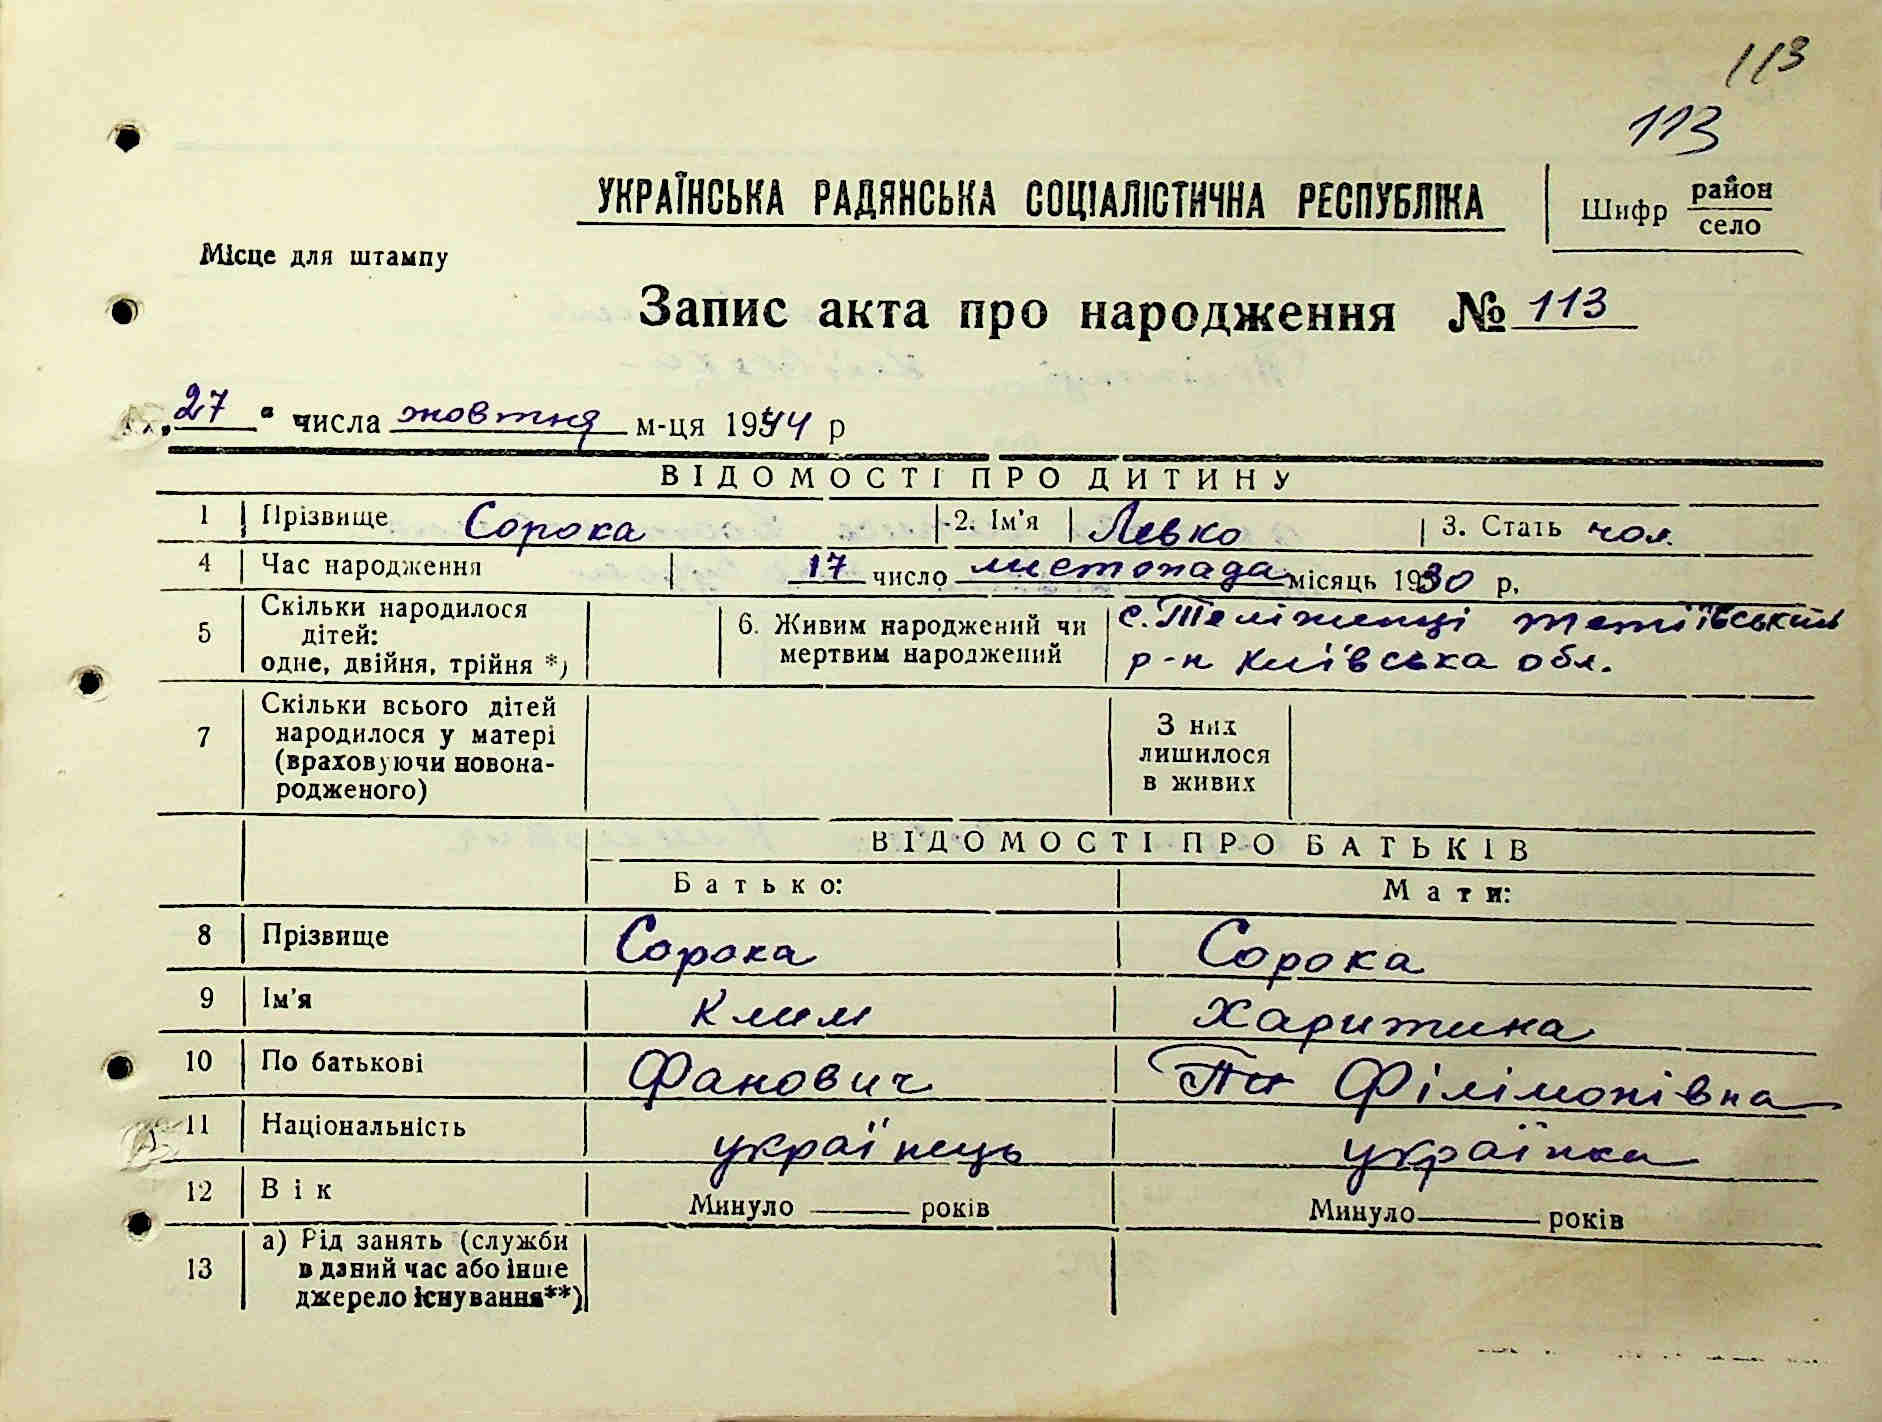 113
113
УКРАЇНСЬКА РАДЯНСЬКА СОЦІАЛІСТИЧНА РЕСПУБЛІКА
Шифр район
село
Місце для штампу
Запис акта про народження № 113
„27" числа жовтня м-ця 1944 р
ВІДОМОСТІ ПРО ДИТИНУ
1 Прізвище Сорока 2. Ім'я Левко 3. Стать чол.
4 Час народження 17 число листопада місяць 1930 р.
5 Скільки народилося дітей: одне, двійня, трійня *) 6. Живим народжений чи мертвим народжений с. Теліжинці тетіївський р-н Київська обл.
7 Скільки всього дітей народилося у матері (враховуючи новонародженого) З них лишилося в живих
ВІДОМОСТІ ПРО БАТЬКІВ
Батько: Мати:
8 Прізвище Сорока Сорока
9 Ім'я Клим Харитина
10 По батькові Фанович Філімонівна
11 Національність українець українка
12 Вік Минуло ____ років Минуло ____ років
13 а) Рід занять (служби в даний час або інше джерело існування**)